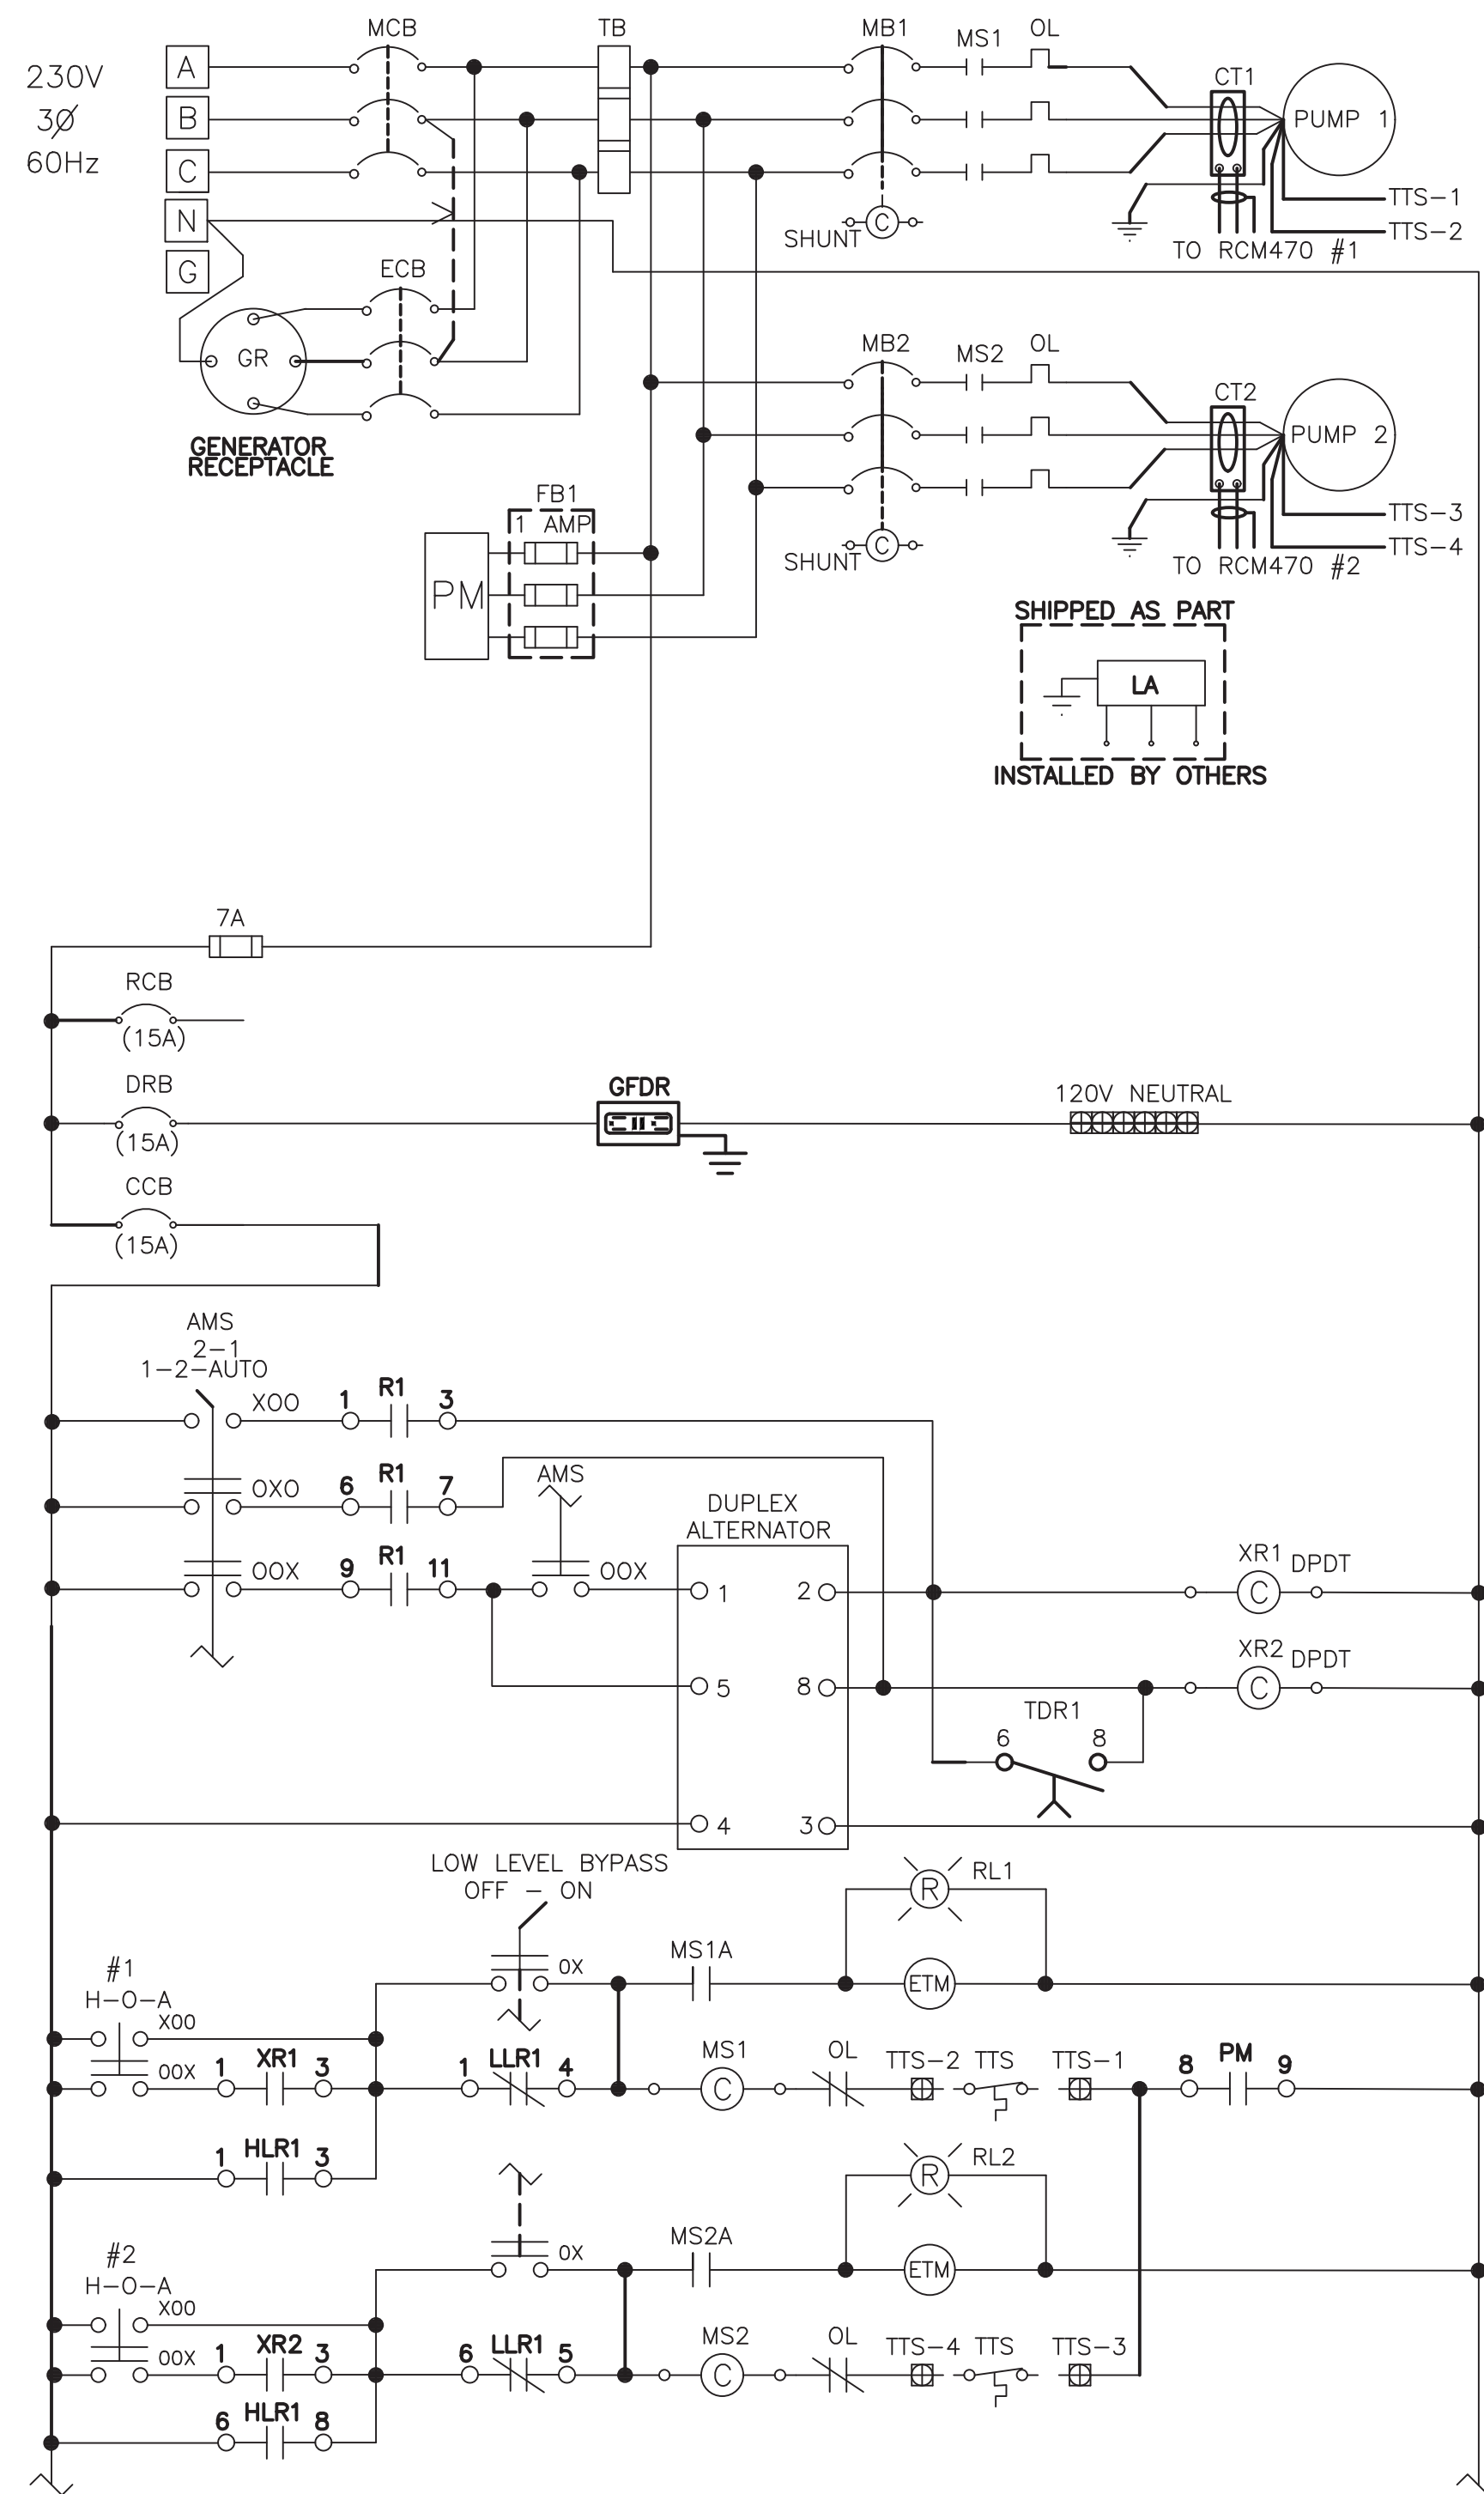 MCB TB MB1 MS1 OL
CT1
230V A
PUMP 1
3Ø B
60Hz C
N
TTS-1
SHUNT C
TTS-2
TO RCM470 #1
G ECB
MB2 MS2 OL
GR
CT2
PUMP 2
GENERATOR
RECEPTACLE
FB1
1 AMP
TTS-3
SHUNT C
TTS-4
TO RCM470 #2
PM
SHIPPED AS PART
LA
INSTALLED BY OTHERS
7A
RCB
(15A)
DRB
GFDR
120V NEUTRAL
(15A)
CCB
(15A)
AMS
2-1
1-2-AUTO
XOO 1 R1 3
OXO 6 R1 7
AMS
DUPLEX
ALTERNATOR
OOX 9 R1 11
OOX
1 2
XR1 DPDT
C
5 8
XR2 DPDT
C
TDR1
6 8
4 3
LOW LEVEL BYPASS
OFF - ON
R RL1
#1
H-O-A
OX
MS1A
ETM
XOO
OOX 1 XR1 3
1 LLR1 4
MS1
C
OL
TTS-2 TTS TTS-1
8 PM 9
1 HLR1 3
R RL2
#2
H-O-A
OX
MS2A
ETM
XOO
OOX 1 XR2 3
6 LLR1 5
MS2
C
OL
TTS-4 TTS TTS-3
6 HLR1 8